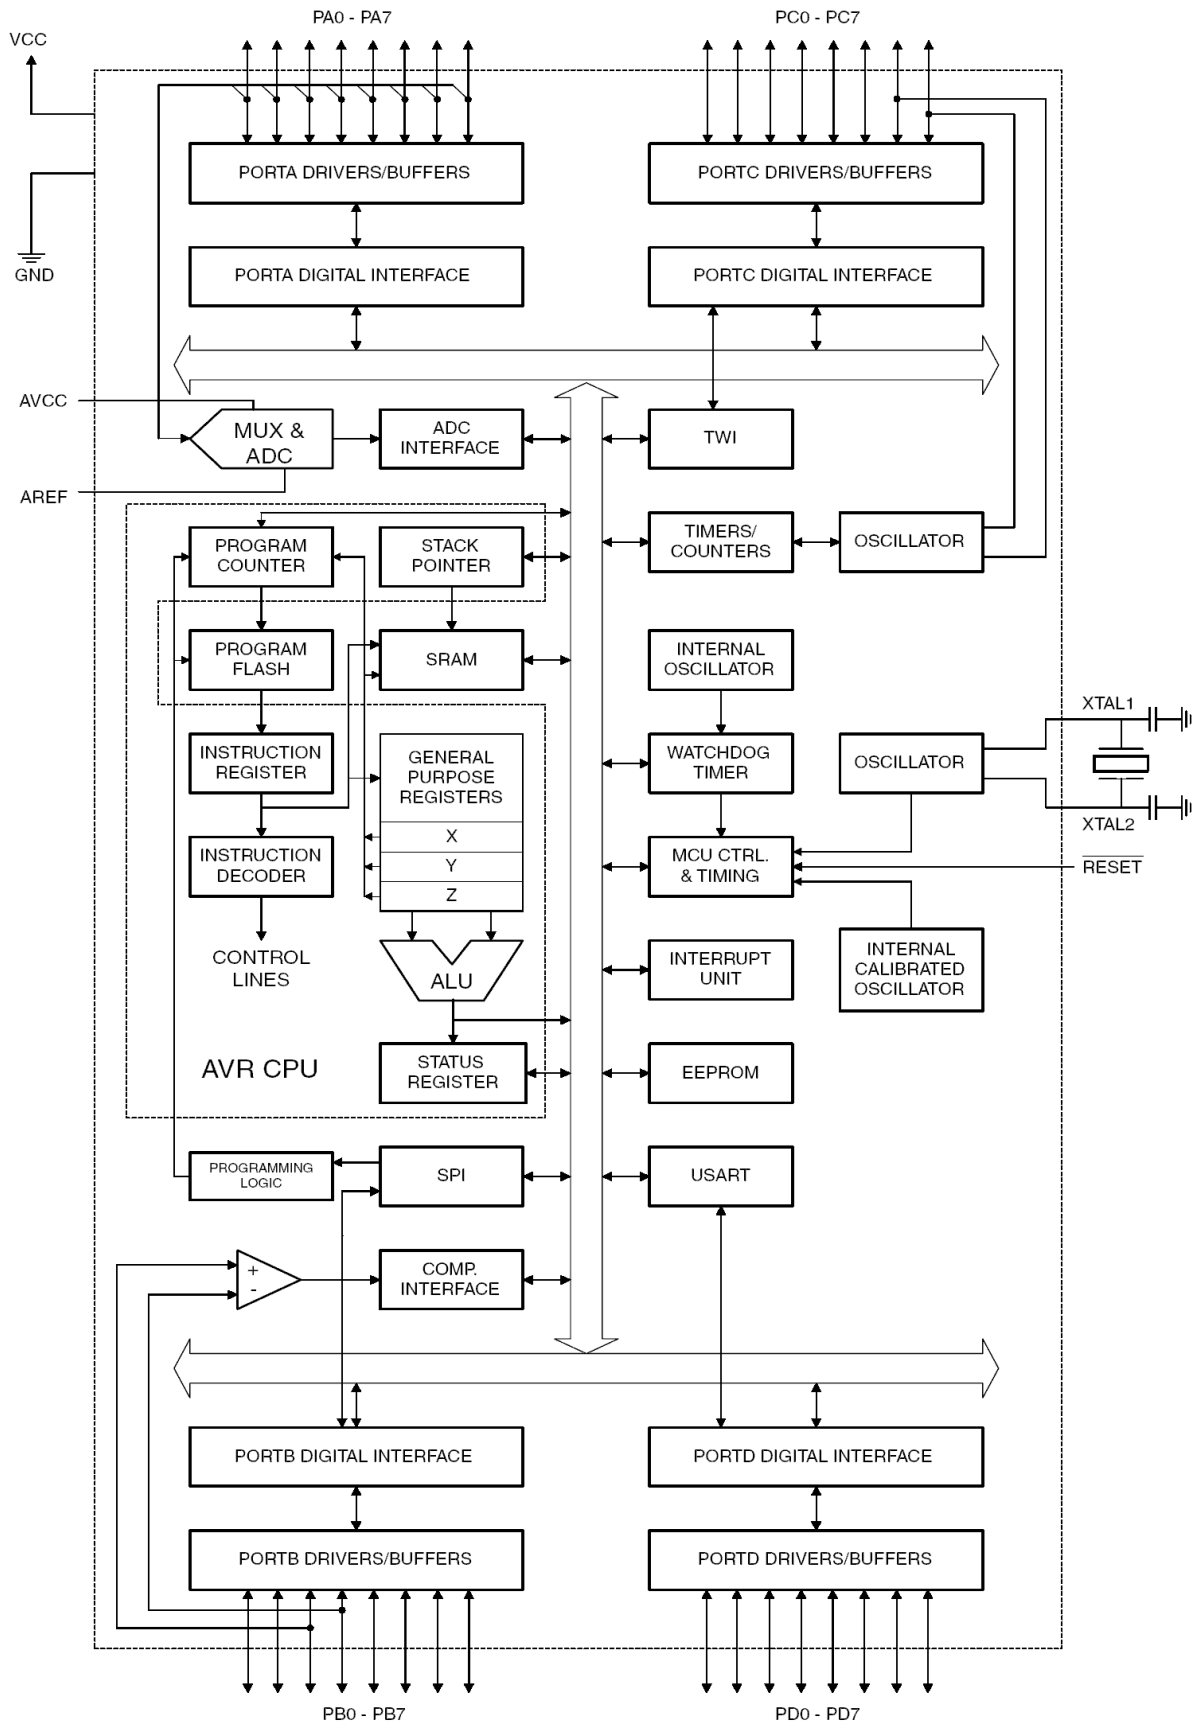 PA0 - PA7
PC0 - PC7
VCC
PORTA DRIVERS/BUFFERS
PORTC DRIVERS/BUFFERS
GND
PORTA DIGITAL INTERFACE
PORTC DIGITAL INTERFACE
AVCC
MUX &
ADC
ADC
INTERFACE
TWI
AREF
PROGRAM
COUNTER
STACK
POINTER
TIMERS/
COUNTERS
OSCILLATOR
PROGRAM
FLASH
SRAM
INTERNAL
OSCILLATOR
XTAL1
INSTRUCTION
REGISTER
GENERAL
PURPOSE
REGISTERS
WATCHDOG
TIMER
OSCILLATOR
XTAL2
X
Y
Z
INSTRUCTION
DECODER
MCU CTRL.
& TIMING
RESET
CONTROL
LINES
ALU
INTERRUPT
UNIT
INTERNAL
CALIBRATED
OSCILLATOR
AVR CPU
STATUS
REGISTER
EEPROM
PROGRAMMING
LOGIC
SPI
USART
+
-
COMP.
INTERFACE
PORTB DIGITAL INTERFACE
PORTD DIGITAL INTERFACE
PORTB DRIVERS/BUFFERS
PORTD DRIVERS/BUFFERS
PB0 - PB7
PD0 - PD7